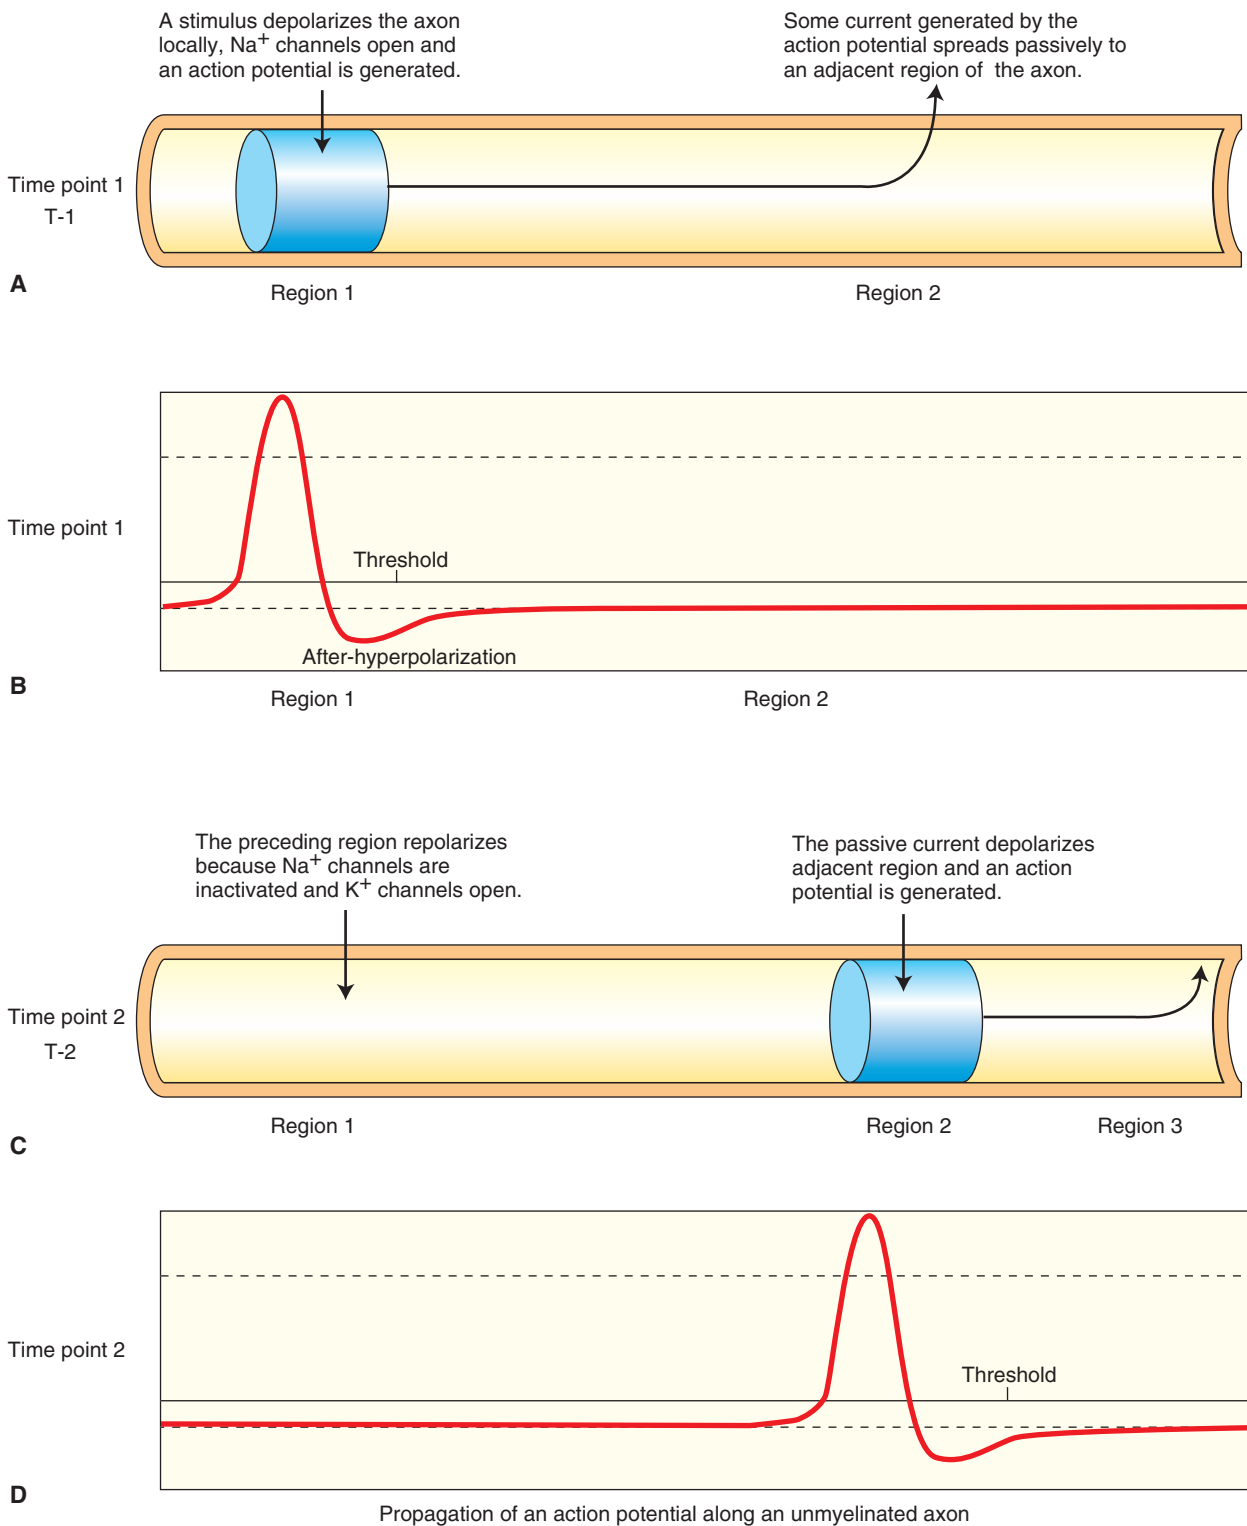 A stimulus depolarizes the axon
locally, Na+ channels open and
an action potential is generated.
Some current generated by the
action potential spreads passively to
an adjacent region of the axon.
Time point 1
T-1
A
Region 1
Region 2
Time point 1
Threshold
After-hyperpolarization
B
Region 1
Region 2
The preceding region repolarizes
because Na+ channels are
inactivated and K+ channels open.
The passive current depolarizes
adjacent region and an action
potential is generated.
Time point 2
T-2
C
Region 1
Region 2
Region 3
Time point 2
Threshold
D
Propagation of an action potential along an unmyelinated axon